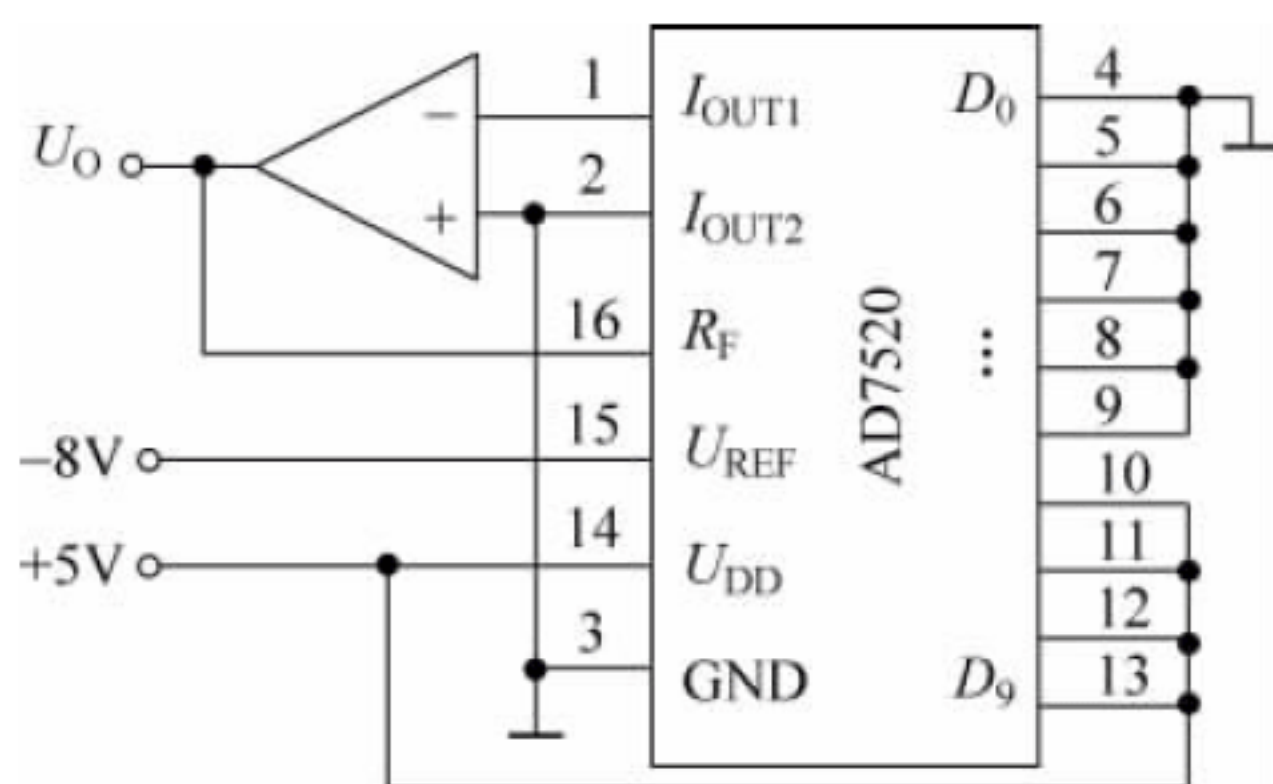 1 I_OUT1 D_0 4
U_O − 5
2 I_OUT2 + 6
7
16 R_F AD7520 ... 8
15 9
−8V U_REF 10
14 11
+5V U_DD 12
3 GND D_9 13